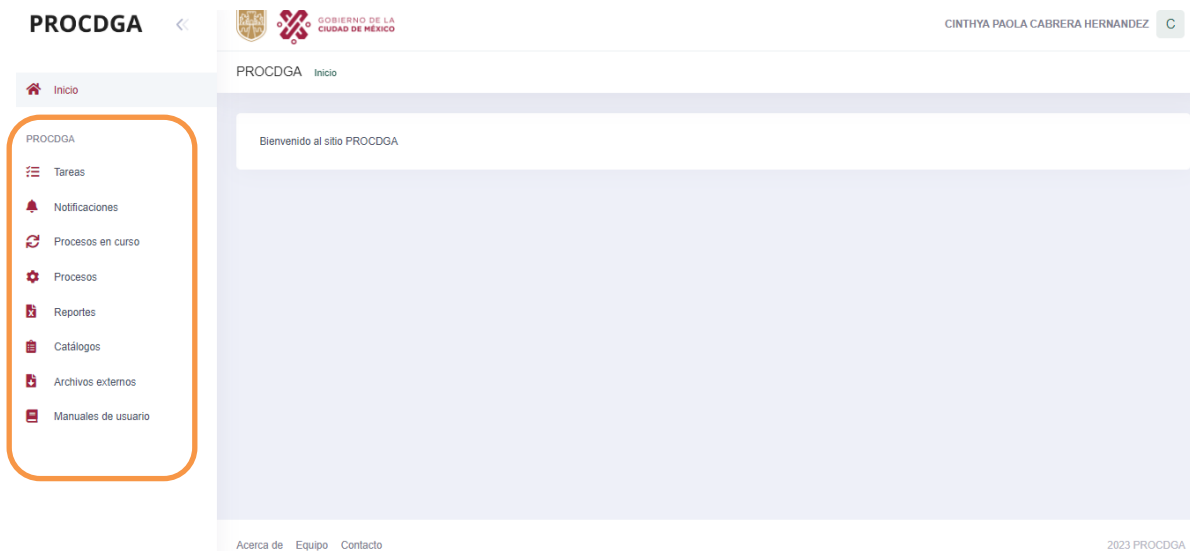 PROCDGA
GOBIERNO DE LA
CIUDAD DE MÉXICO
CINTHYA PAOLA CABRERA HERNANDEZ C
PROCDGA Inicio
Inicio
PROCDGA
Tareas
Notificaciones
Procesos en curso
Procesos
Reportes
Catálogos
Archivos externos
Manuales de usuario
Bienvenido al sitio PROCDGA
Acerca de Equipo Contacto
2023 PROCDGA